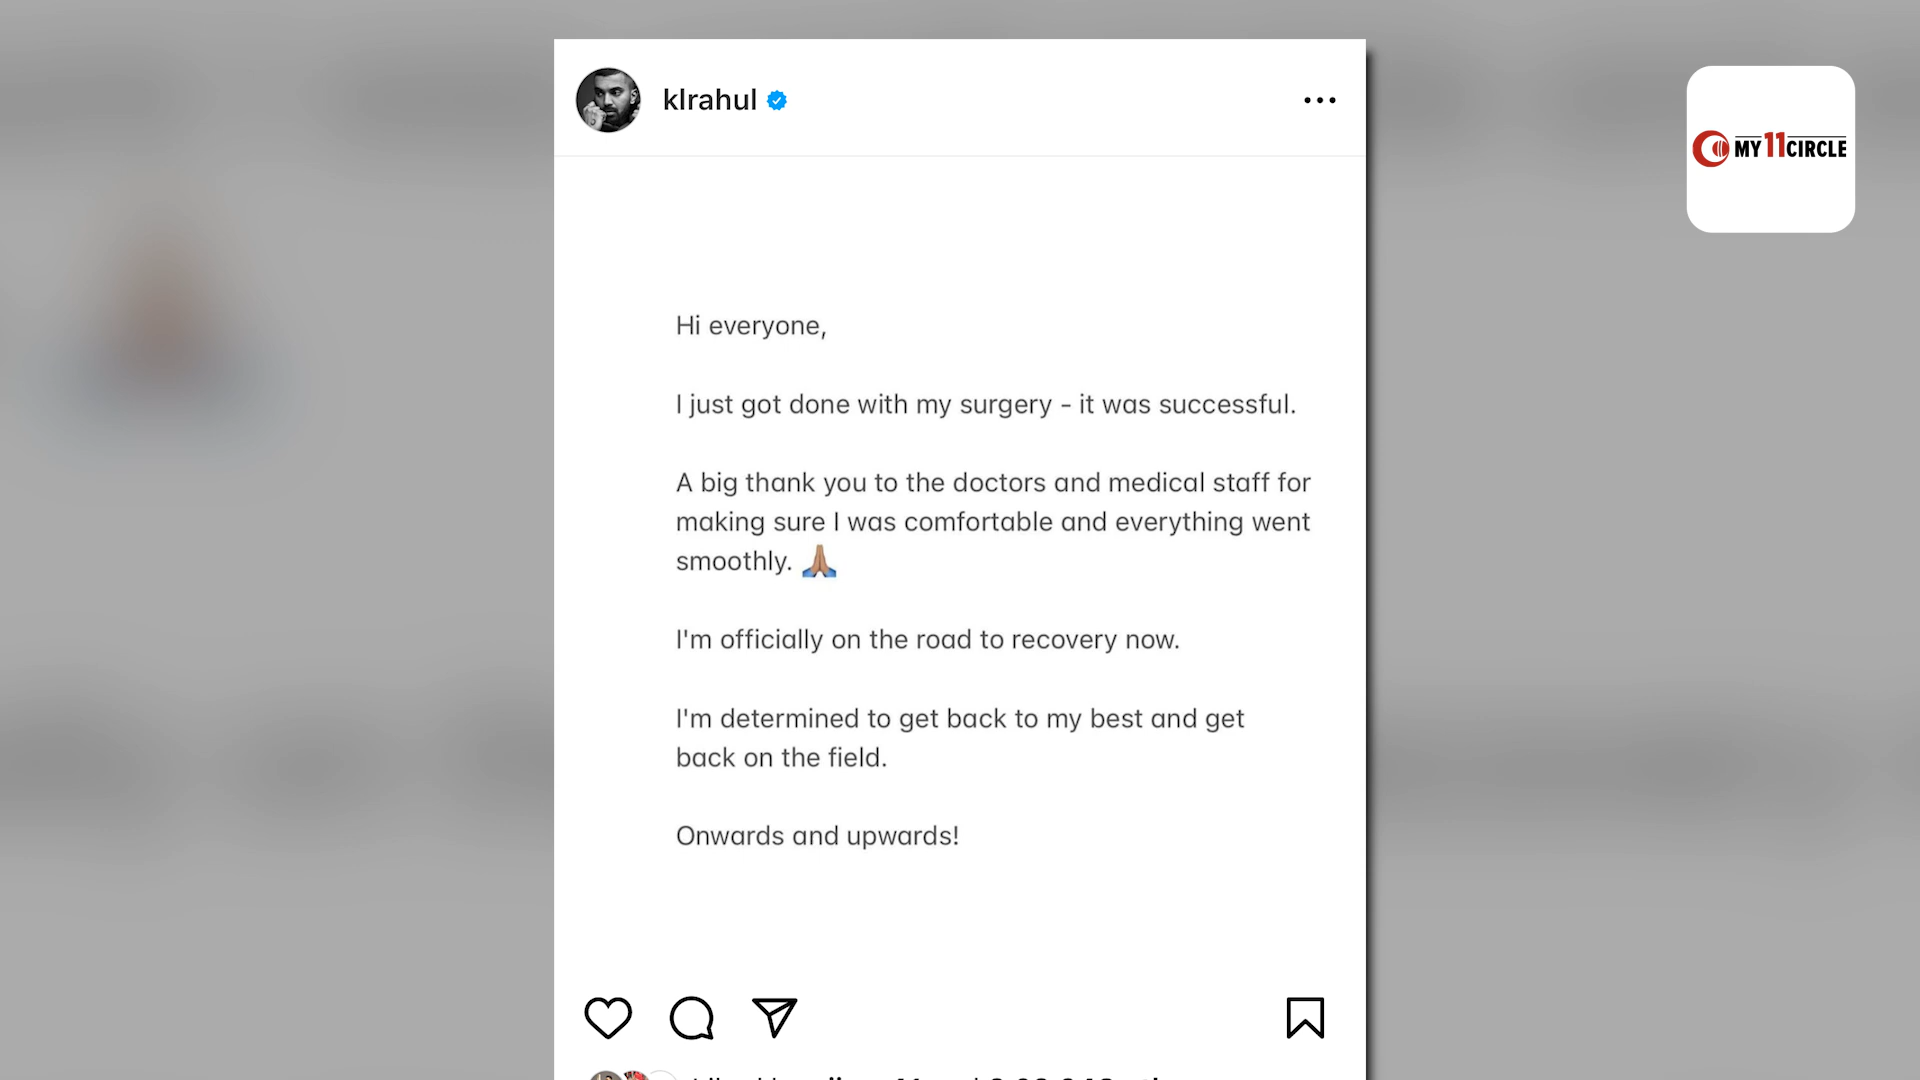 klrahul
MY11CIRCLE
Hi everyone,
I just got done with my surgery - it was successful.
A big thank you to the doctors and medical staff for
making sure I was comfortable and everything went
smoothly. 🙏🏽
I'm officially on the road to recovery now.
I'm determined to get back to my best and get
back on the field.
Onwards and upwards!